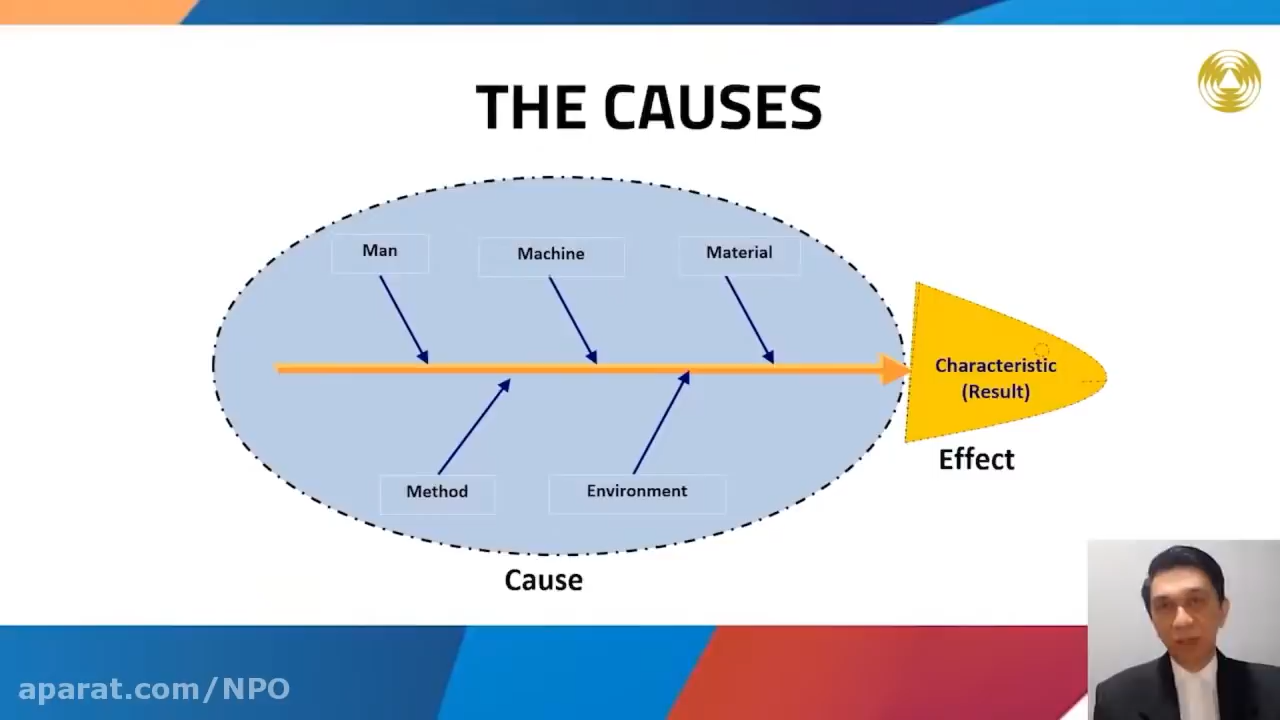 THE CAUSES
Man
Machine
Material
Characteristic
(Result)
Effect
Method
Environment
Cause
aparat.com/NPO